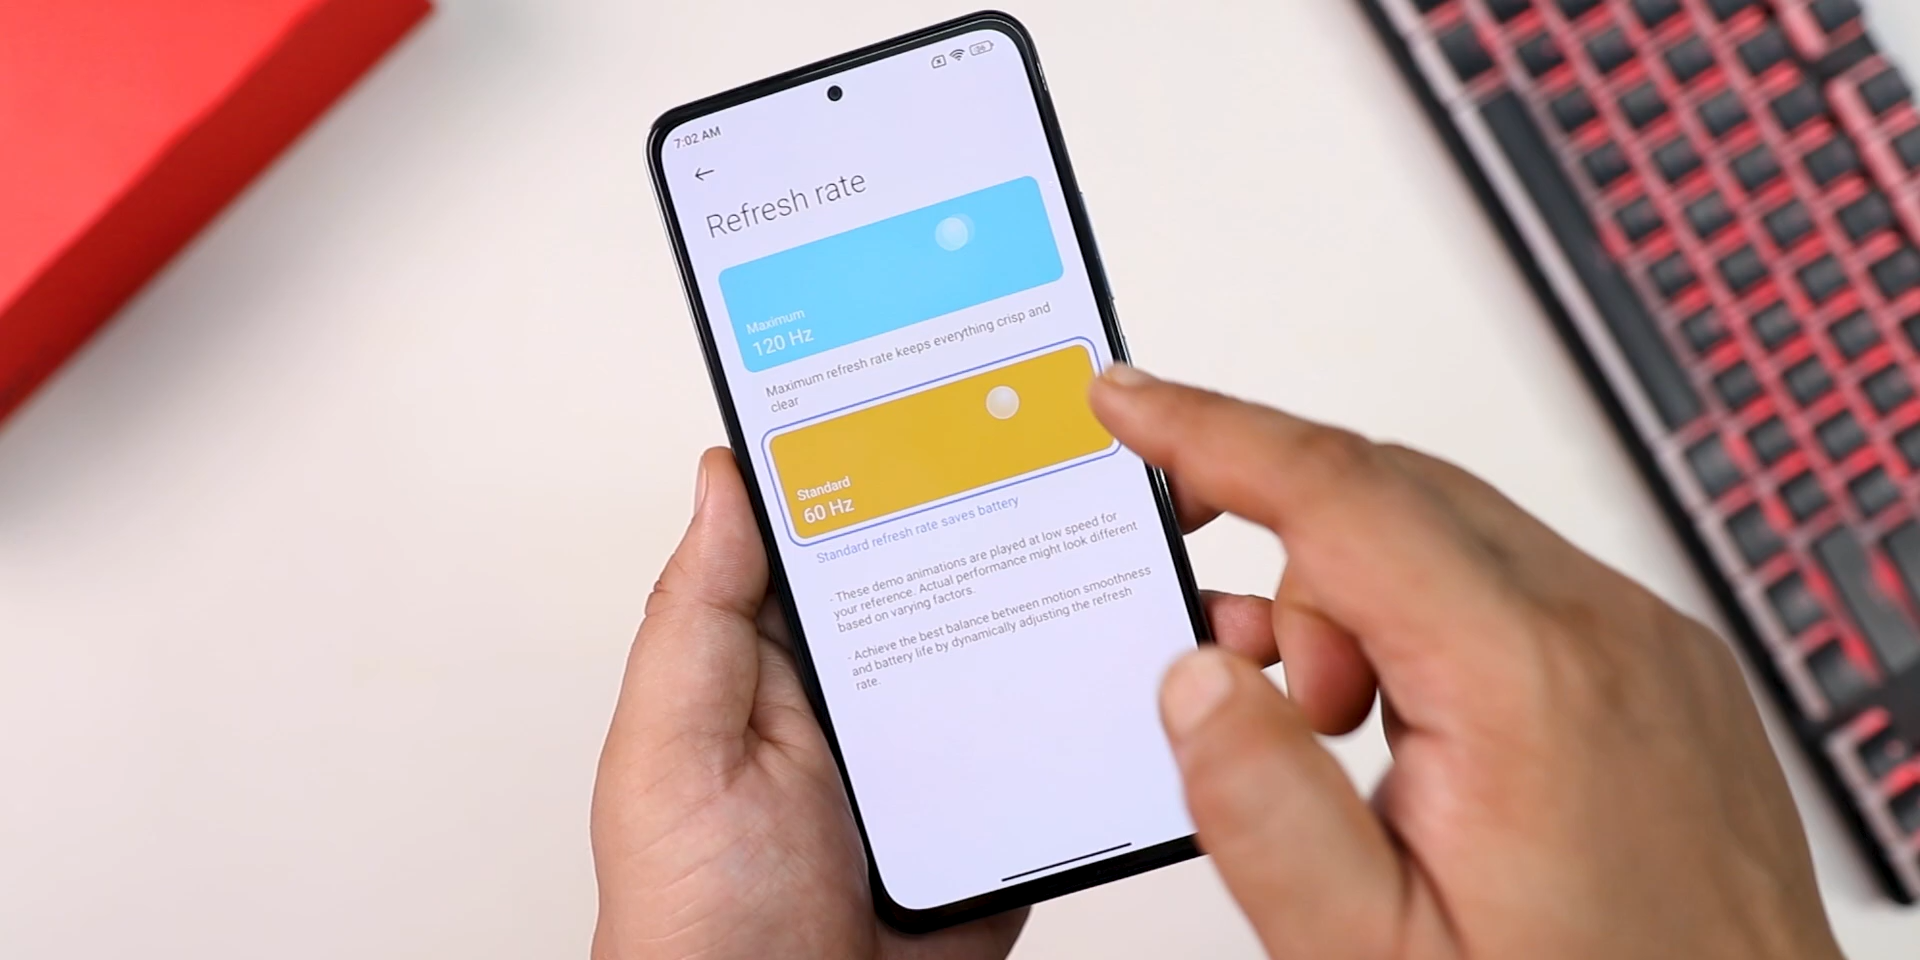 7:02 AM
Refresh rate
Maximum
120 Hz
Maximum refresh rate keeps everything crisp and
clear
Standard
60 Hz
Standard refresh rate saves battery
- These demo animations are played at low speed for
your reference. Actual performance might look different
based on varying factors.
- Achieve the best balance between motion smoothness
and battery life by dynamically adjusting the refresh
rate.